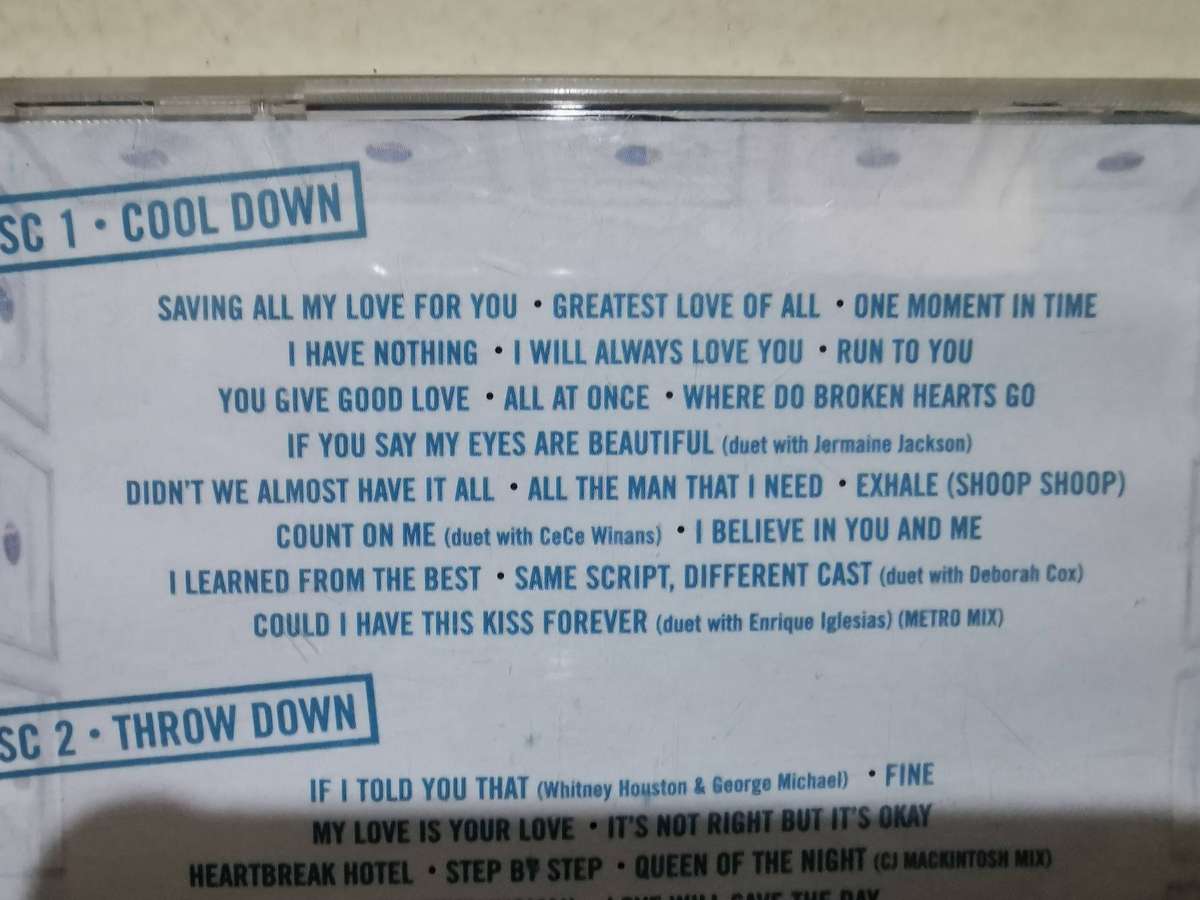 SC 1 • COOL DOWN
SAVING ALL MY LOVE FOR YOU • GREATEST LOVE OF ALL • ONE MOMENT IN TIME
I HAVE NOTHING • I WILL ALWAYS LOVE YOU • RUN TO YOU
YOU GIVE GOOD LOVE • ALL AT ONCE • WHERE DO BROKEN HEARTS GO
IF YOU SAY MY EYES ARE BEAUTIFUL (duet with Jermaine Jackson)
DIDN'T WE ALMOST HAVE IT ALL • ALL THE MAN THAT I NEED • EXHALE (SHOOP SHOOP)
COUNT ON ME (duet with CeCe Winans) • I BELIEVE IN YOU AND ME
I LEARNED FROM THE BEST • SAME SCRIPT, DIFFERENT CAST (duet with Deborah Cox)
COULD I HAVE THIS KISS FOREVER (duet with Enrique Iglesias) (METRO MIX)
SC 2 • THROW DOWN
IF I TOLD YOU THAT (Whitney Houston & George Michael) • FINE
MY LOVE IS YOUR LOVE • IT'S NOT RIGHT BUT IT'S OKAY
HEARTBREAK HOTEL • STEP BY STEP • QUEEN OF THE NIGHT (CJ MACKINTOSH MIX)
• LOVE WILL SAVE THE DAY